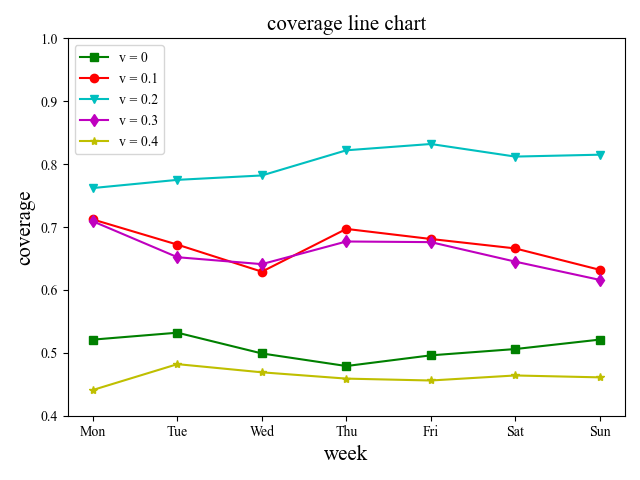 coverage line chart
1.0
0.9
0.8
0.7
0.6
0.5
0.4
coverage
v = 0
v = 0.1
v = 0.2
v = 0.3
v = 0.4
Mon Tue Wed Thu Fri Sat Sun
week